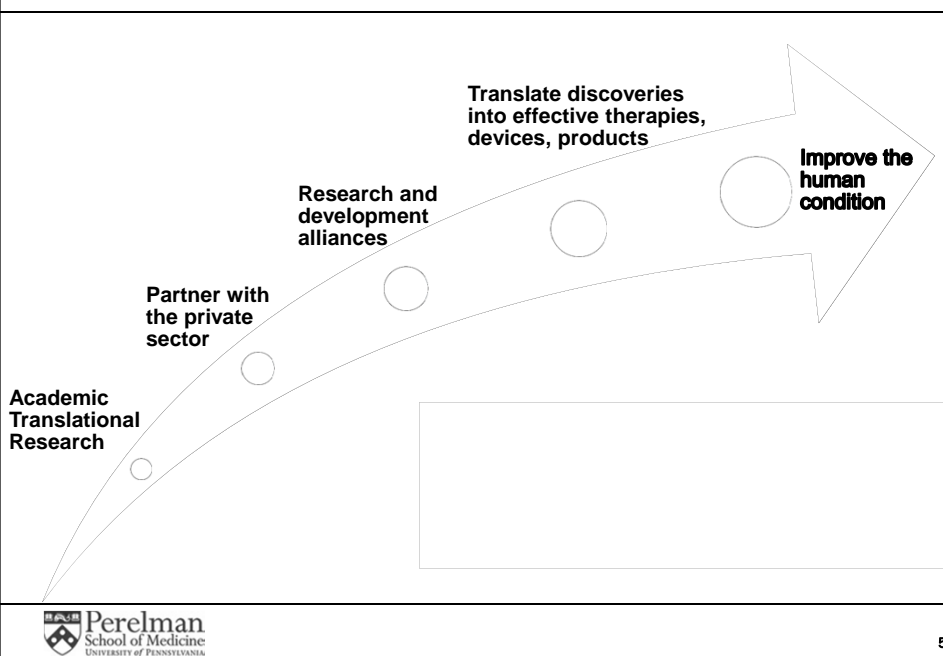 Translate discoveries
into effective therapies,
devices, products
Improve the
human
condition
Research and
development
alliances
Partner with
the private
sector
Academic
Translational
Research
Perelman
School of Medicine
UNIVERSITY of PENNSYLVANIA
5